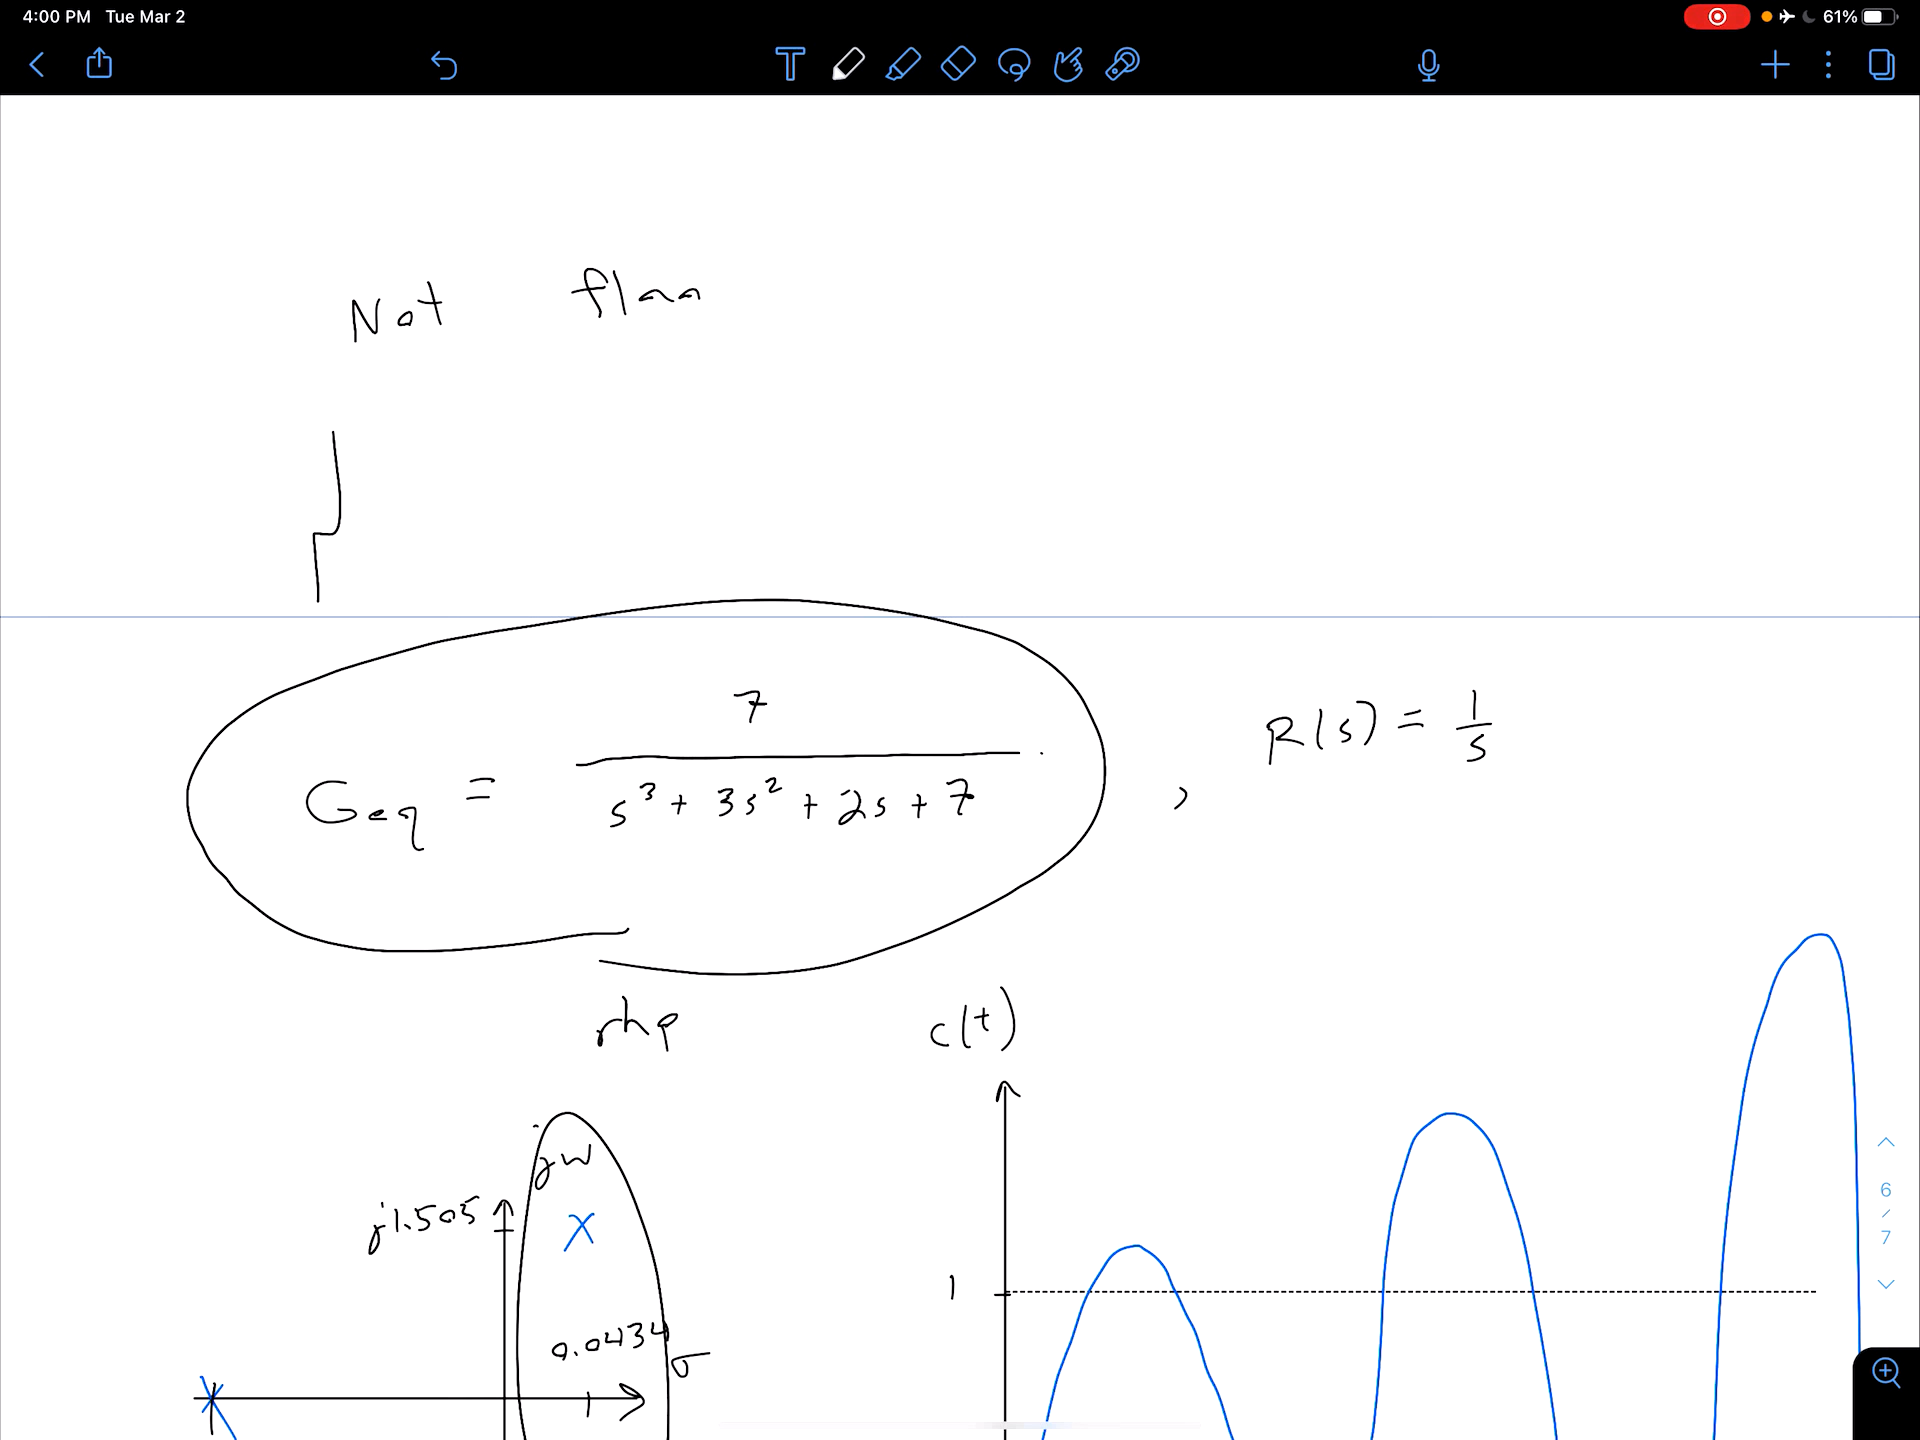 4:00 PM Tue Mar 2
61%
Not
Geq = 7 / (s³ + 3s² + 2s + 7) , R(s) = 1/s
rhp
c(t)
jω
j1.505
1
0.0434
σ
6
/
7